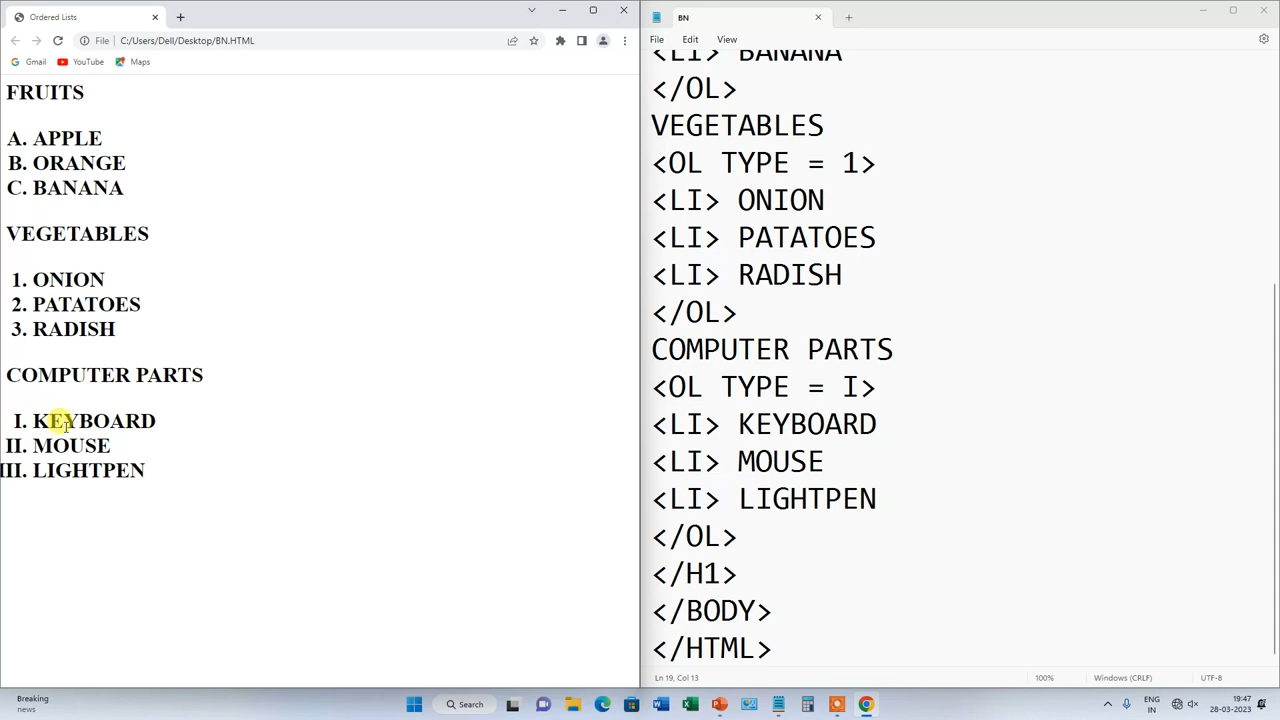 Ordered Lists
File C:/Users/Dell/Desktop/BN.HTML
Gmail YouTube Maps
FRUITS
A. APPLE
B. ORANGE
C. BANANA
VEGETABLES
1. ONION
2. PATATOES
3. RADISH
COMPUTER PARTS
I. KEYBOARD
II. MOUSE
III. LIGHTPEN
BN
File Edit View
<LI> BANANA
</OL>
VEGETABLES
<OL TYPE = 1>
<LI> ONION
<LI> PATATOES
<LI> RADISH
</OL>
COMPUTER PARTS
<OL TYPE = I>
<LI> KEYBOARD
<LI> MOUSE
<LI> LIGHTPEN
</OL>
</H1>
</BODY>
</HTML>
Ln 19, Col 13 100% Windows (CRLF) UTF-8
Breaking
news
Search
ENG
IN
19:47
28-03-2023